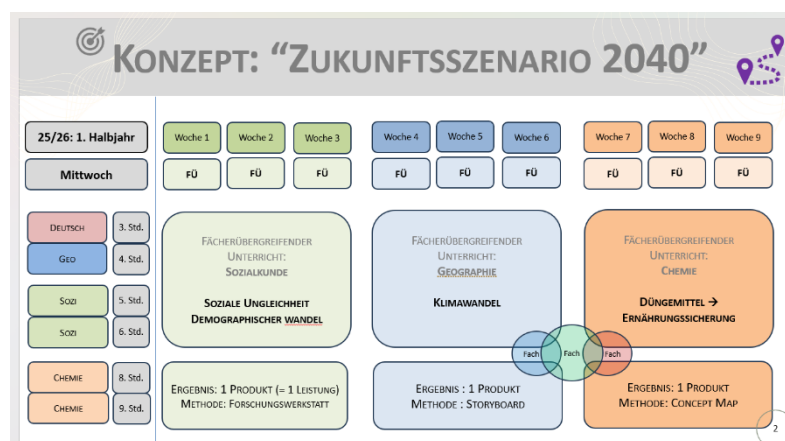 KONZEPT: “ZUKUNFTSSZENARIO 2040”
25/26: 1. Halbjahr
Woche 1
Woche 2
Woche 3
Woche 4
Woche 5
Woche 6
Woche 7
Woche 8
Woche 9
Mittwoch
FÜ
FÜ
FÜ
FÜ
FÜ
FÜ
FÜ
FÜ
FÜ
DEUTSCH
3. Std.
GEO
4. Std.
SOZI
5. Std.
SOZI
6. Std.
CHEMIE
8. Std.
CHEMIE
9. Std.
FÄCHERÜBERGREIFENDER
UNTERRICHT:
SOZIALKUNDE
SOZIALE UNGLEICHHEIT
DEMOGRAPHISCHER WANDEL
FÄCHERÜBERGREIFENDER
UNTERRICHT:
GEOGRAPHIE
KLIMAWANDEL
FÄCHERÜBERGREIFENDER
UNTERRICHT:
CHEMIE
DÜNGEMITTEL →
ERNÄHRUNGSSICHERUNG
Fach
Fach
Fach
ERGEBNIS: 1 PRODUKT (= 1 LEISTUNG)
METHODE: FORSCHUNGSWERKSTATT
ERGEBNIS : 1 PRODUKT
METHODE : STORYBOARD
ERGEBNIS: 1 PRODUKT
METHODE: CONCEPT MAP
2